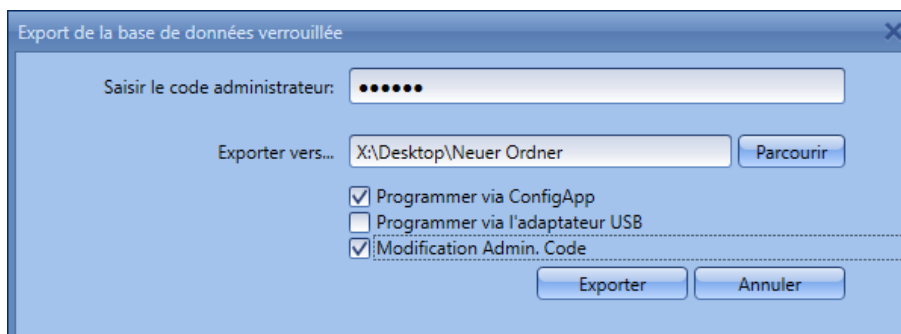 Export de la base de données verrouillée
Saisir le code administrateur: ●●●●●●
Exporter vers... X:\Desktop\Neuer Ordner Parcourir
Programmer via ConfigApp
Programmer via l'adaptateur USB
Modification Admin. Code
Exporter Annuler